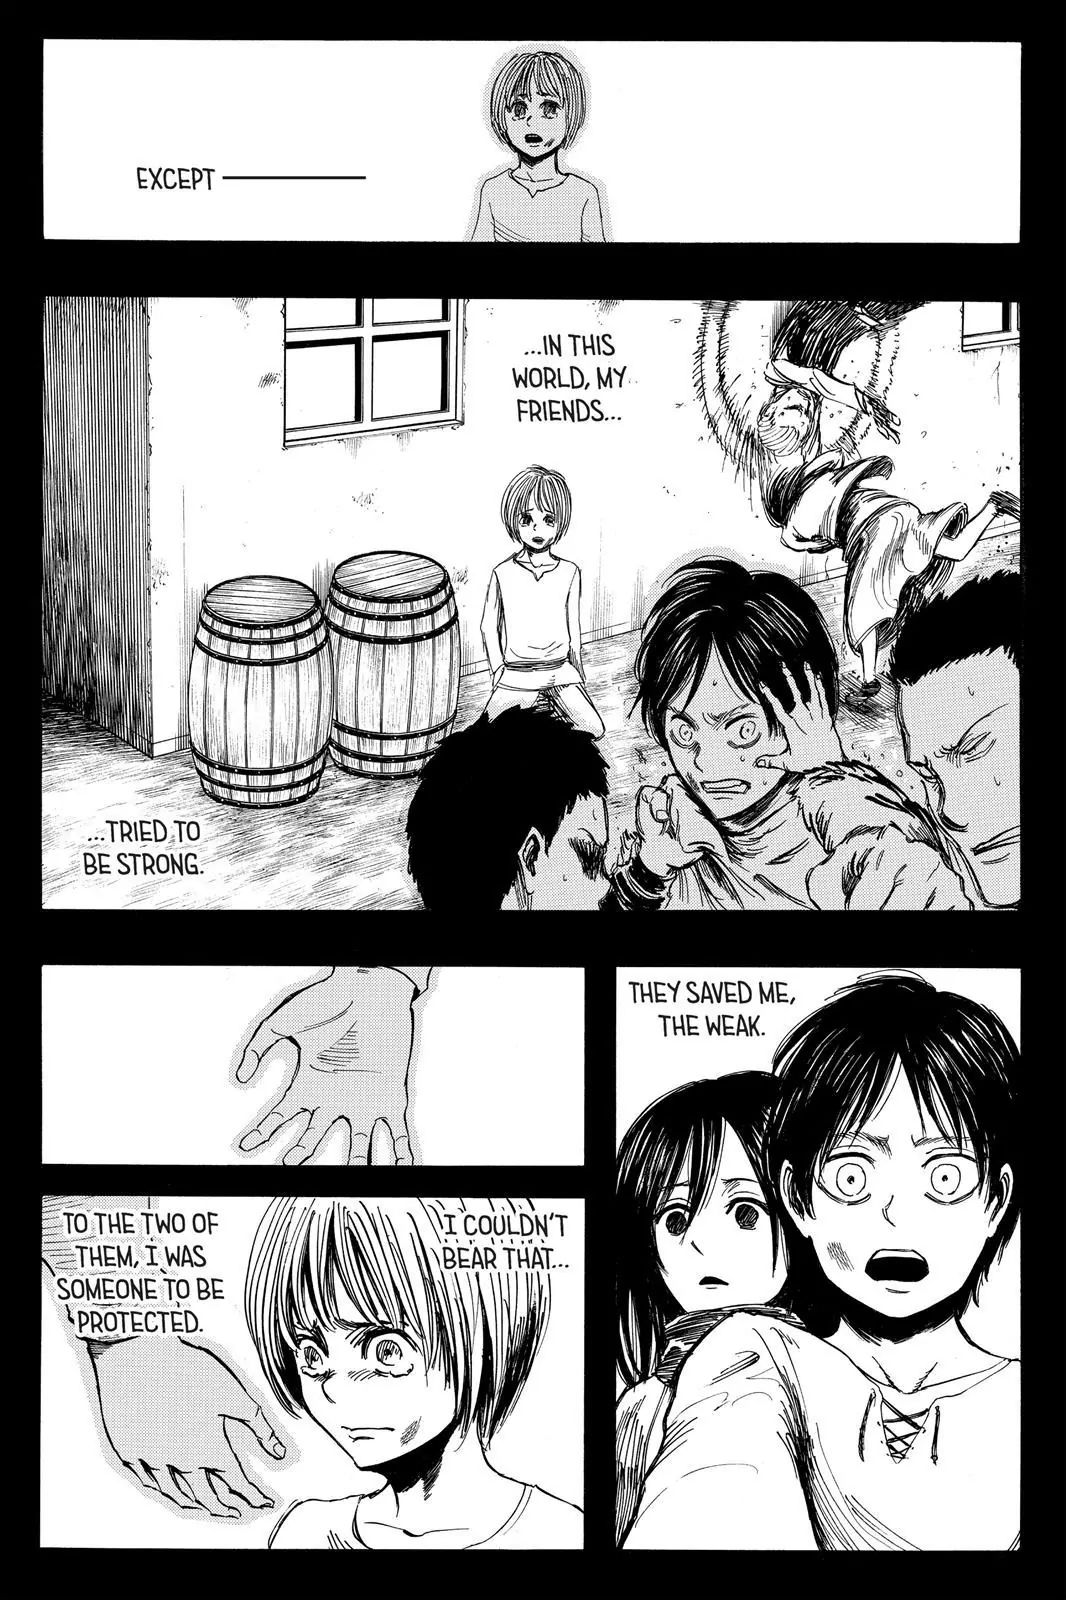 EXCEPT ————
...IN THIS
WORLD, MY
FRIENDS...
...TRIED TO
BE STRONG.
THEY SAVED ME,
THE WEAK.
TO THE TWO OF
THEM, I WAS
SOMEONE TO BE
PROTECTED.
I COULDN'T
BEAR THAT...